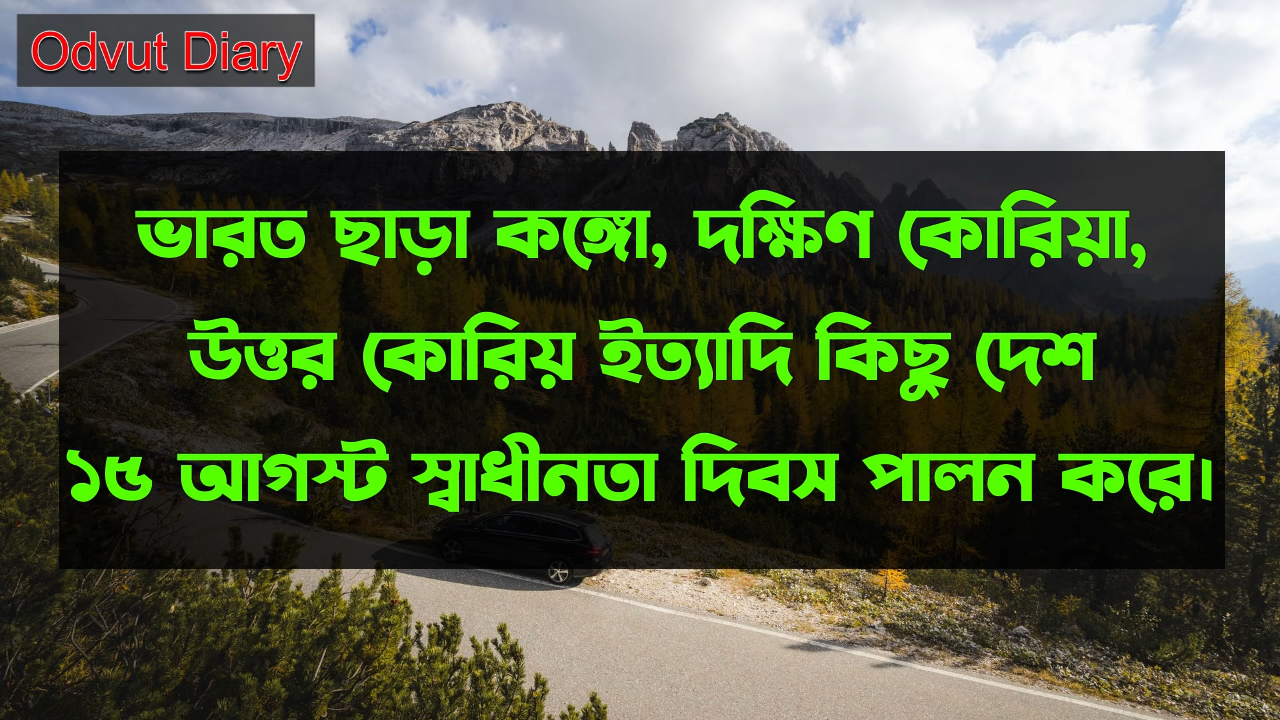 Odvut Diary
ভারত ছাড়া কঙ্গো, দক্ষিণ কোরিয়া,
উত্তর কোরিয় ইত্যাদি কিছু দেশ
১৫ আগস্ট স্বাধীনতা দিবস পালন করে।